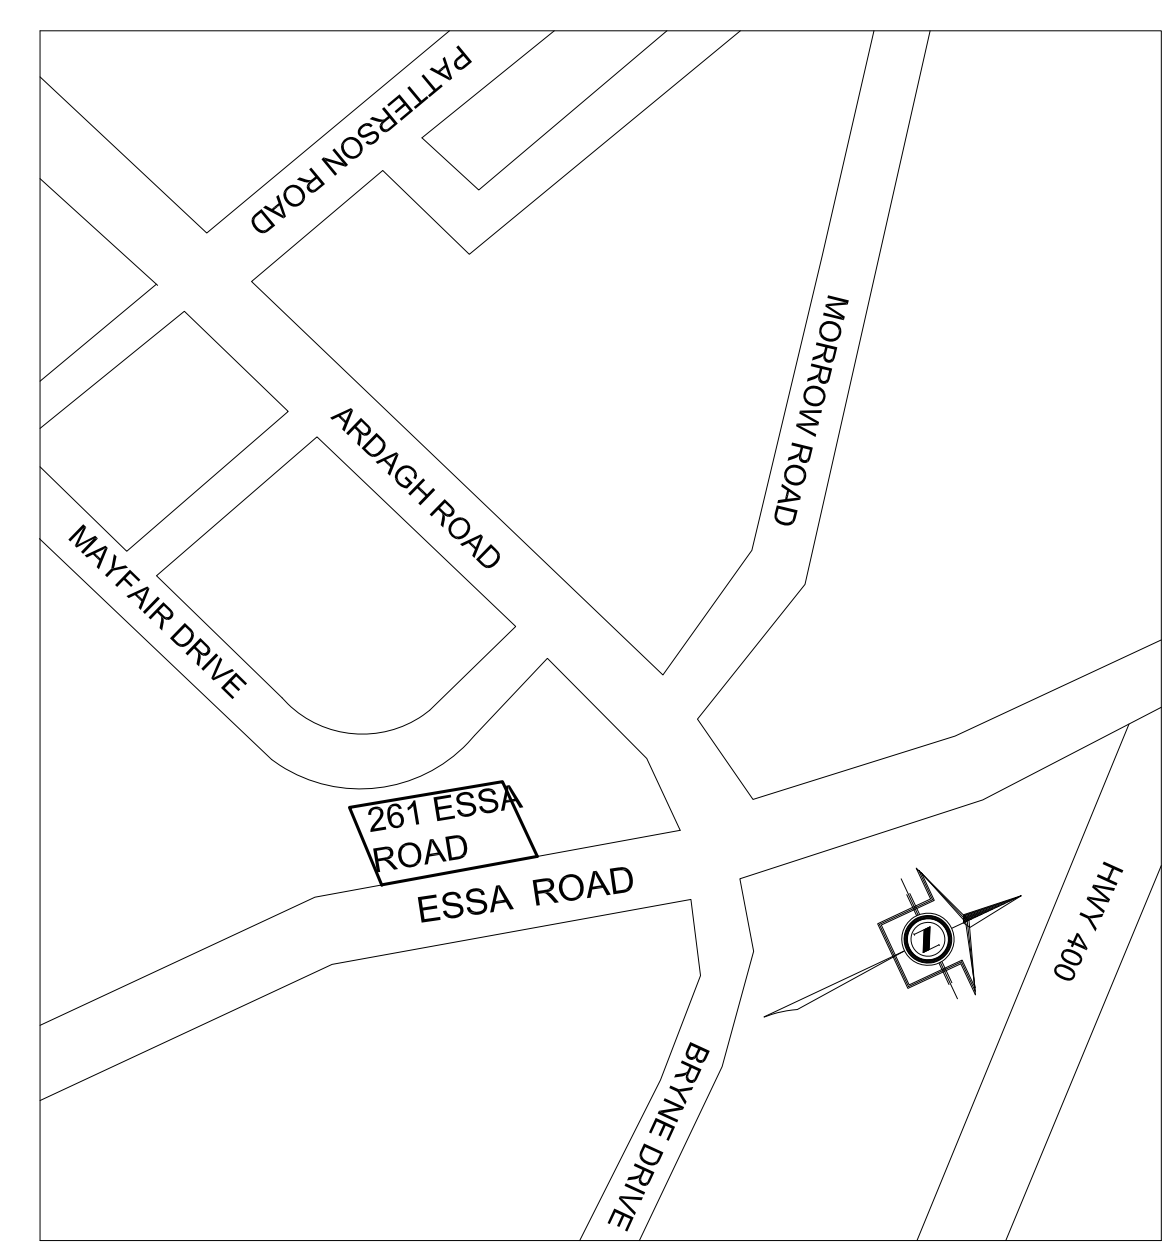 PATTERSON ROAD
MORROW ROAD
ARDAGH ROAD
MAYFAIR DRIVE
261 ESSA
ROAD
ESSA ROAD
HWY 400
BRYNE DRIVE
N